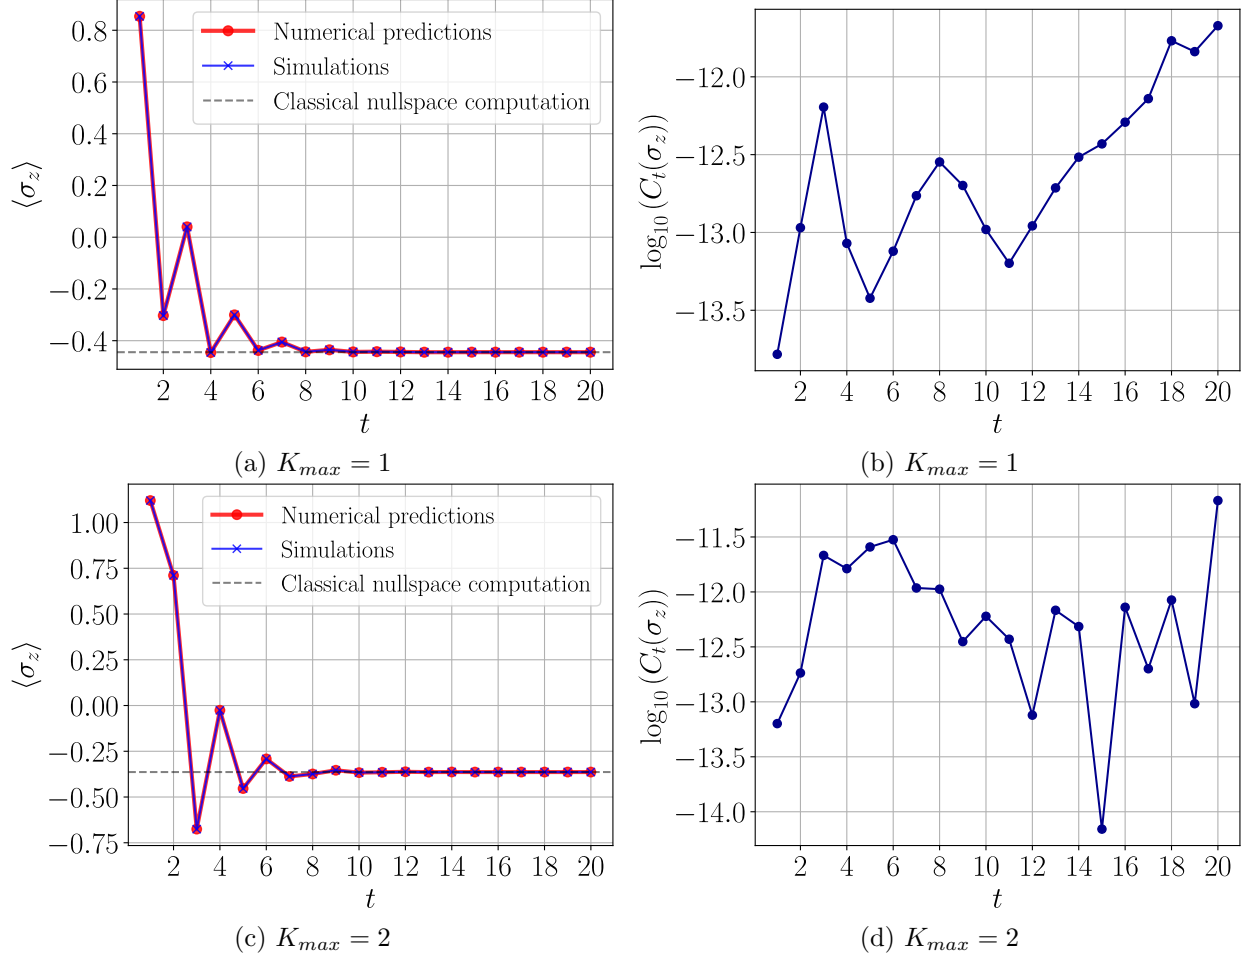 0.8
0.6
0.4
0.2
0.0
−0.2
−0.4
⟨σz⟩
Numerical predictions
Simulations
Classical nullspace computation
2 4 6 8 10 12 14 16 18 20
t
(a) Kmax = 1
−12.0
−12.5
−13.0
−13.5
log10(Ct(σz))
2 4 6 8 10 12 14 16 18 20
t
(b) Kmax = 1
1.00
0.75
0.50
0.25
0.00
−0.25
−0.50
−0.75
⟨σz⟩
Numerical predictions
Simulations
Classical nullspace computation
2 4 6 8 10 12 14 16 18 20
t
(c) Kmax = 2
−11.5
−12.0
−12.5
−13.0
−13.5
−14.0
log10(Ct(σz))
2 4 6 8 10 12 14 16 18 20
t
(d) Kmax = 2